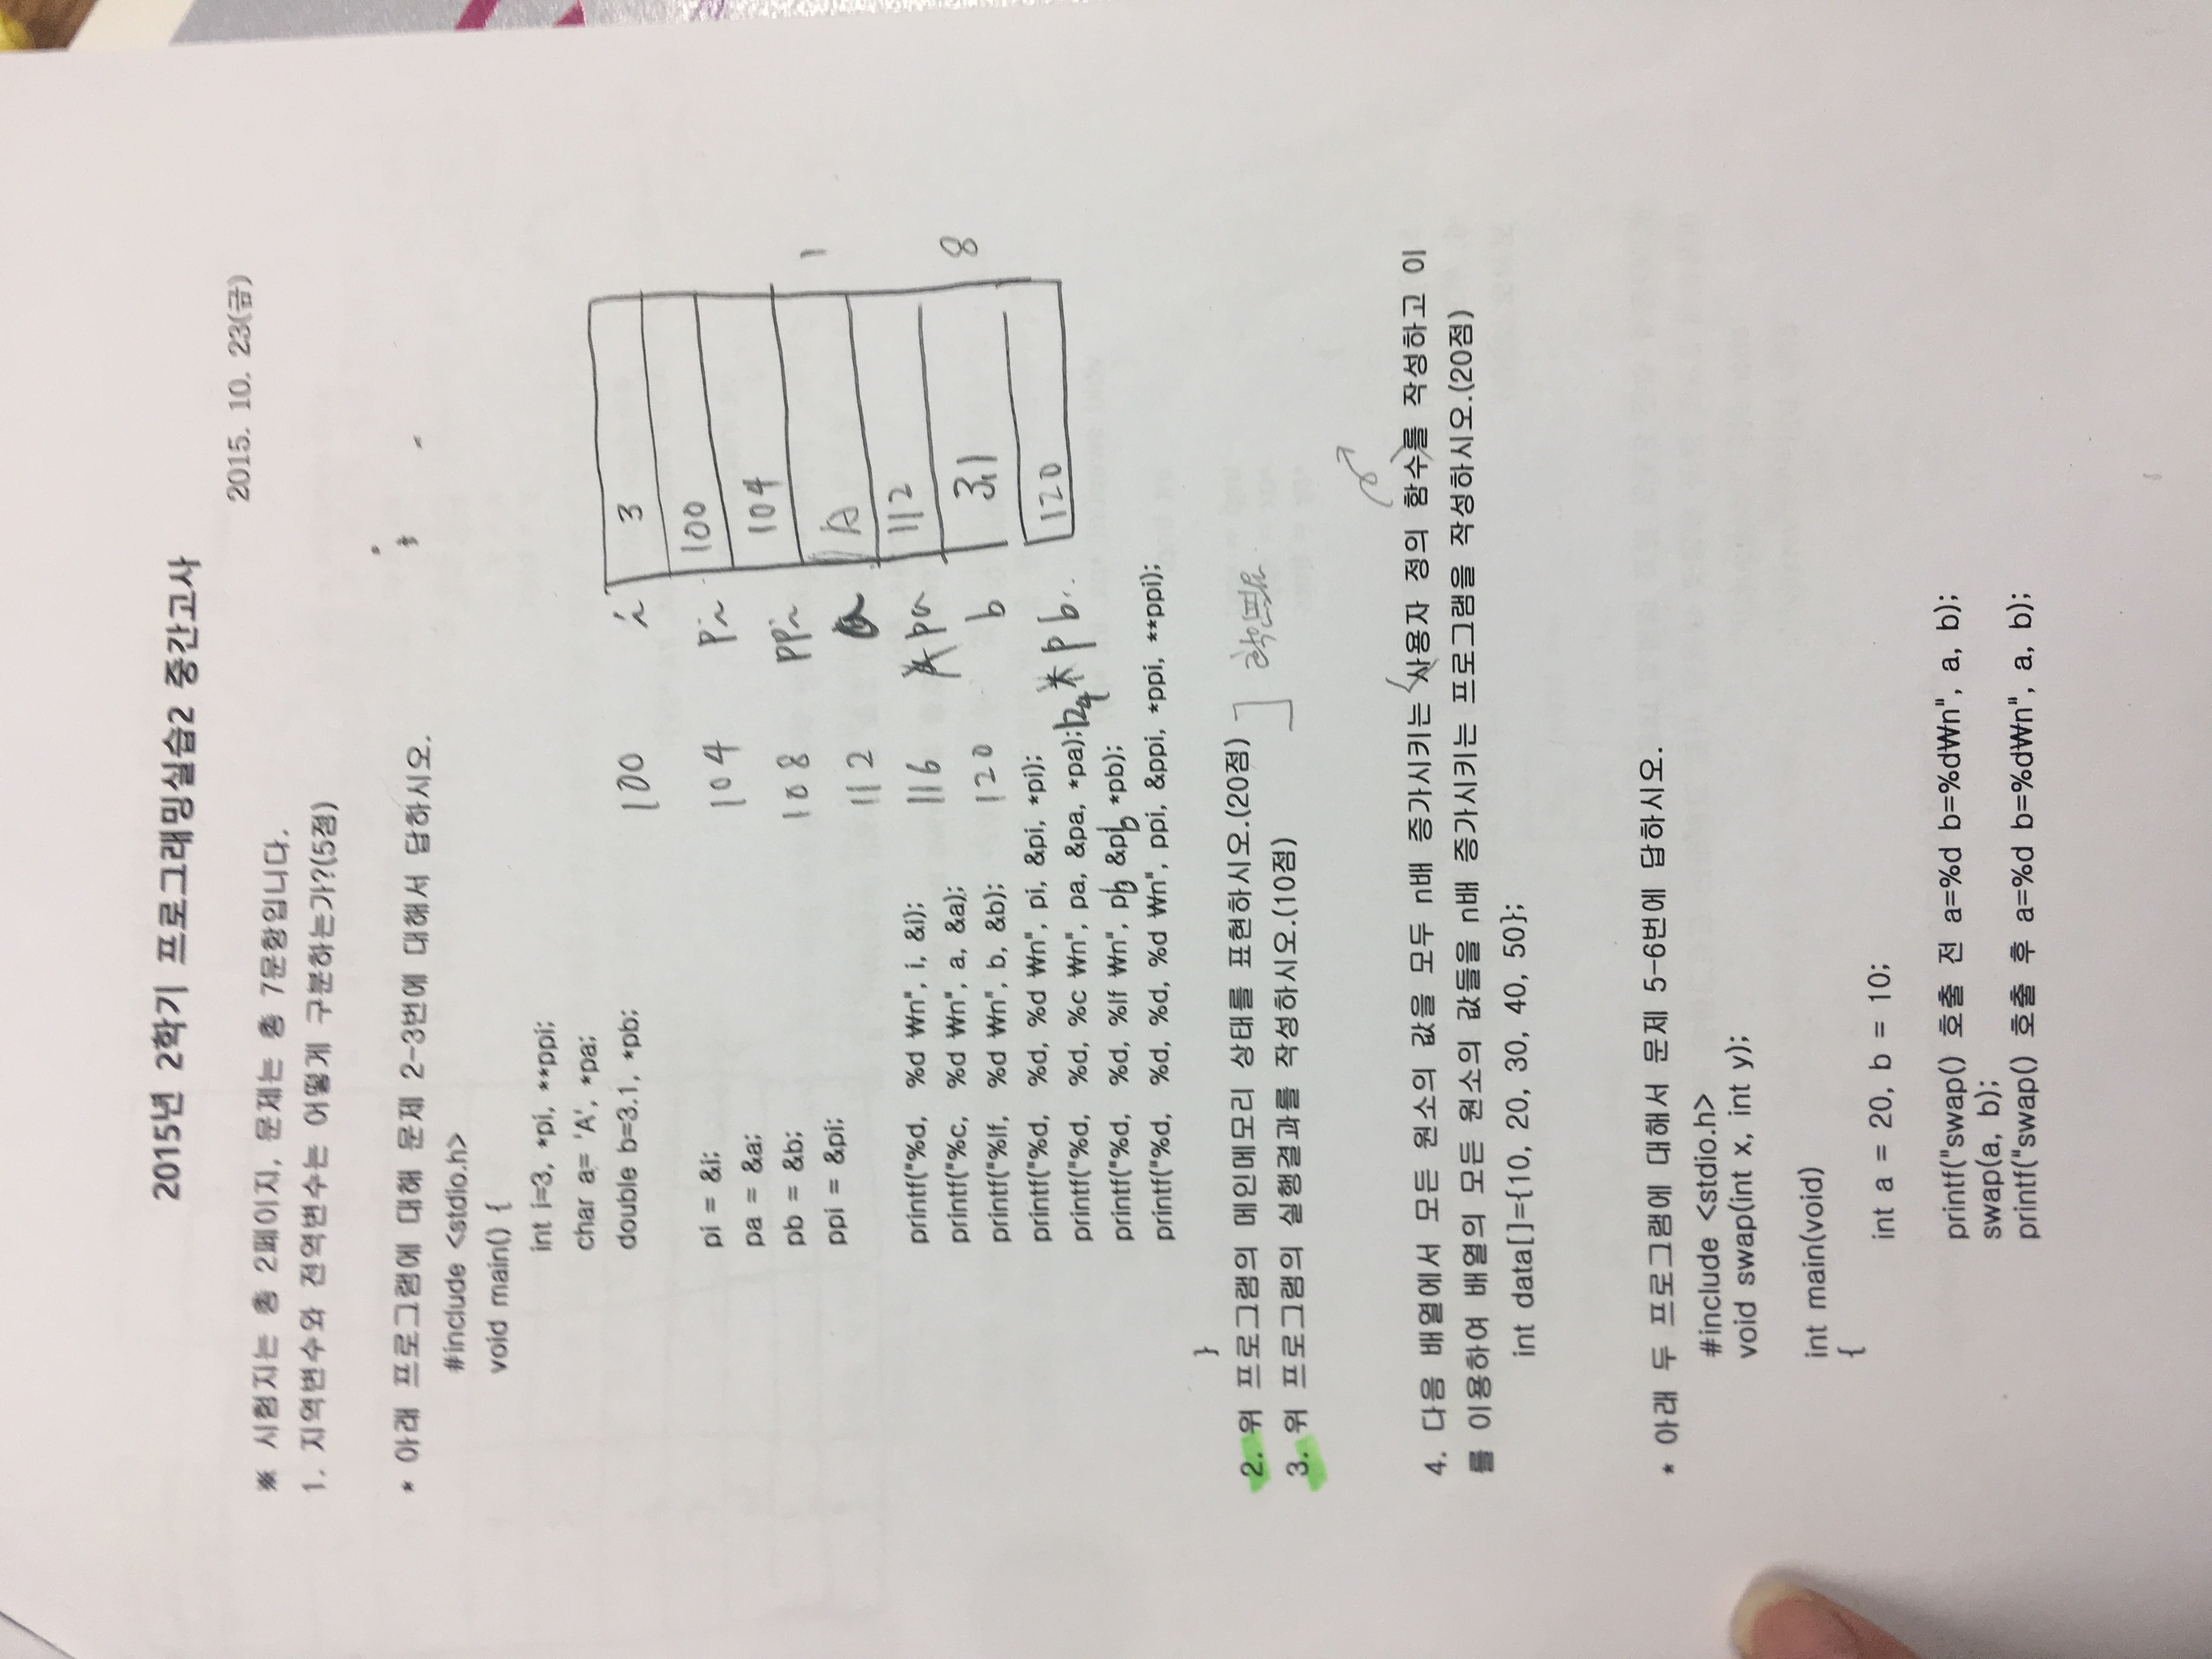 2015년 2학기 프로그래밍실습2 중간고사
2015. 10. 23(금)
※ 시험지는 총 2페이지, 문제는 총 7문항입니다.
1. 지역변수와 전역변수는 어떻게 구분하는가?(5점)
* 아래 프로그램에 대해 문제 2-3번에 대해서 답하시오.
#include <stdio.h>
void main() {
int i=3, *pi, **ppi;
char a= 'A', *pa;
double b=3.1, *pb;
100 i 3
pi = &i;
104 pi 100
pa = &a;
pb = &b;
108 ppi 104
ppi = &pi;
112 a A 1
printf("%d, %d ₩n", i, &i);
116 pa 112
printf("%c, %d ₩n", a, &a);
printf("%lf, %d ₩n", b, &b);
120 b 3.1 8
printf("%d, %d, %d ₩n", pi, &pi, *pi);
printf("%d, %d, %c ₩n", pa, &pa, *pa);
124 pb 120
printf("%d, %d, %lf ₩n", pb &pb *pb);
printf("%d, %d, %d, %d ₩n", ppi, &ppi, *ppi, **ppi);
}
2. 위 프로그램의 메인메모리 상태를 표현하시오.(20점)
3. 위 프로그램의 실행결과를 작성하시오.(10점)
확인필요
4. 다음 배열에서 모든 원소의 값을 모두 n배 증가시키는 사용자 정의 함수를 작성하고 이
를 이용하여 배열의 모든 원소의 값들을 n배 증가시키는 프로그램을 작성하시오.(20점)
int data[]={10, 20, 30, 40, 50};
* 아래 두 프로그램에 대해서 문제 5-6번에 답하시오.
#include <stdio.h>
void swap(int x, int y);
int main(void)
{
int a = 20, b = 10;
printf("swap() 호출 전 a=%d b=%d₩n", a, b);
swap(a, b);
printf("swap() 호출 후 a=%d b=%d₩n", a, b);